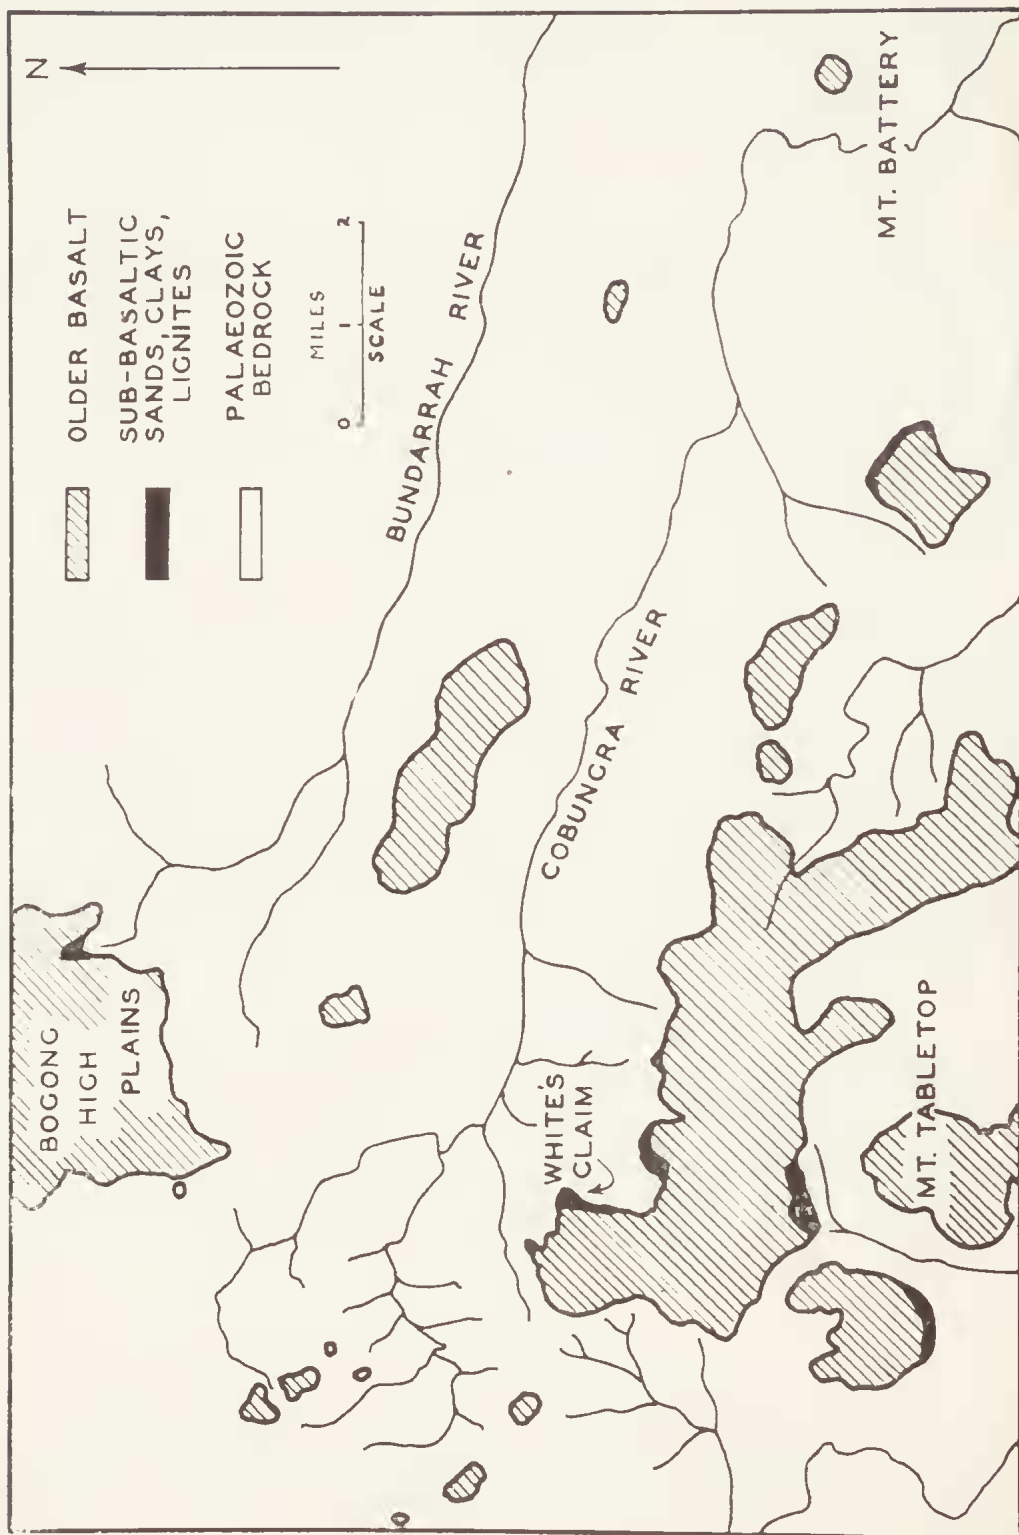 N
OLDER BASALT
SUB-BASALTIC
SANDS, CLAYS,
LIGNITES
PALAEOZOIC
BEDROCK
MILES
0 1 2
SCALE
BOGONG
HIGH
PLAINS
BUNDARRAH RIVER
COBUNGRA RIVER
WHITE'S
CLAIM
MT. TABLETOP
MT. BATTERY